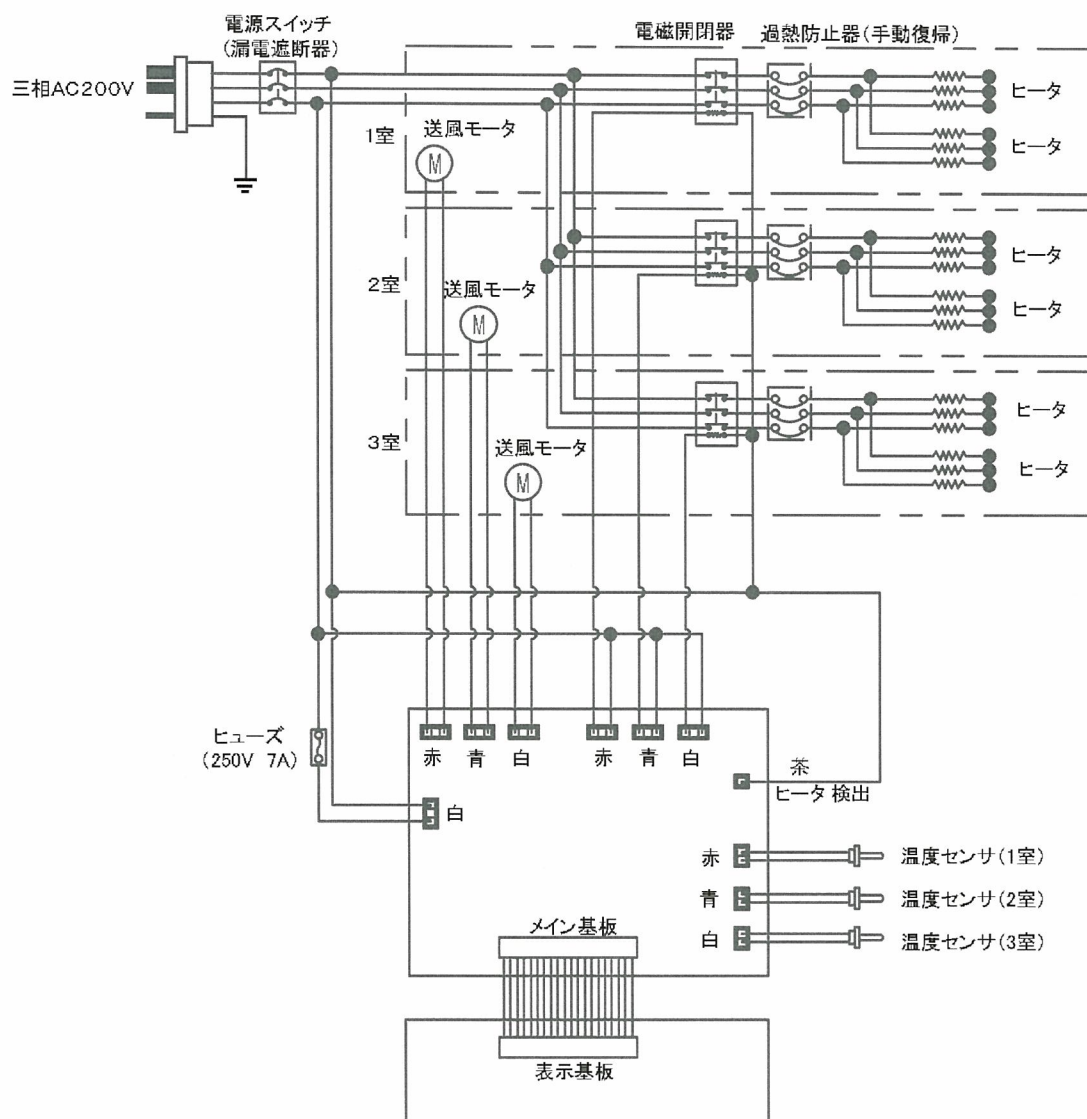 電源スイッチ
(漏電遮断器)
電磁開閉器
過熱防止器(手動復帰)
三相AC200V
ヒータ
1室
送風モータ
M
ヒータ
2室
送風モータ
M
ヒータ
ヒータ
3室
送風モータ
M
ヒータ
ヒータ
ヒューズ
(250V 7A)
赤
青
白
赤
青
白
茶
ヒータ検出
白
赤
温度センサ(1室)
青
温度センサ(2室)
白
温度センサ(3室)
メイン基板
表示基板